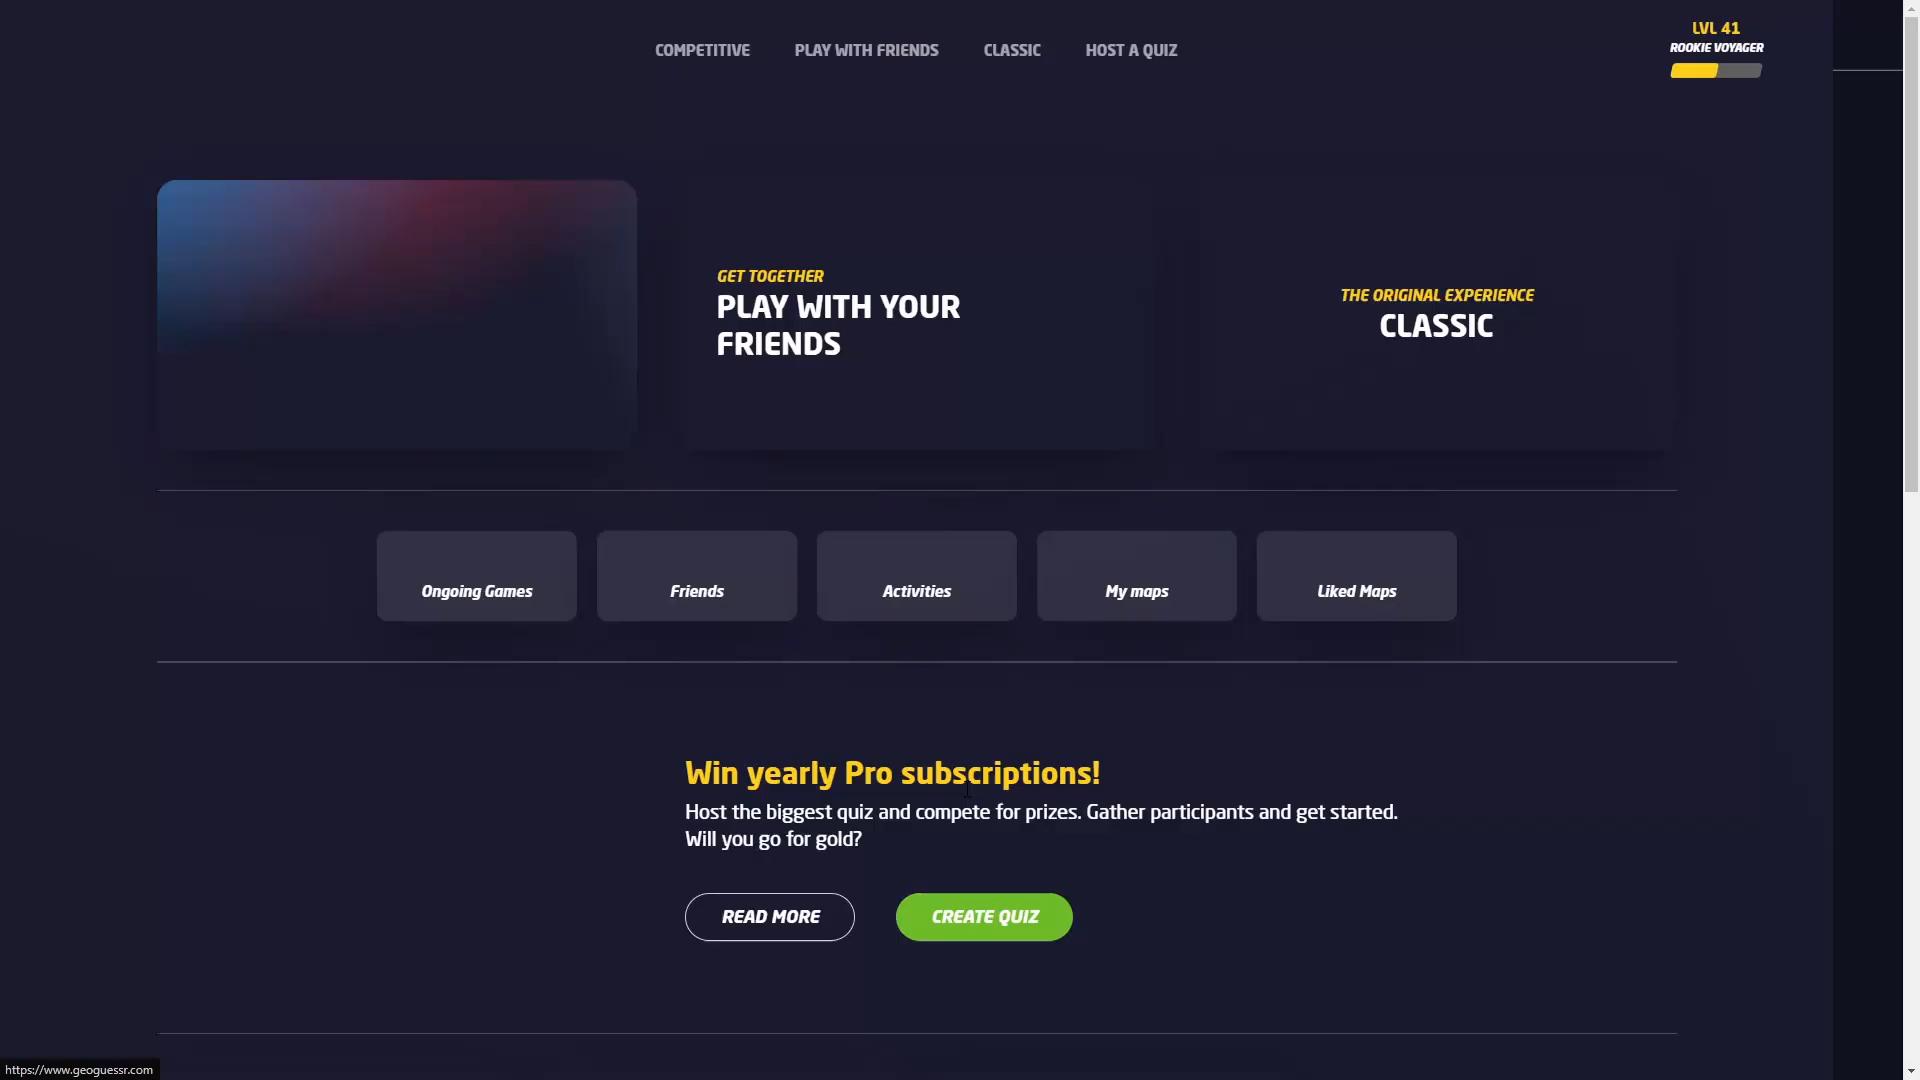 COMPETITIVE
PLAY WITH FRIENDS
CLASSIC
HOST A QUIZ
LVL 41
ROOKIE VOYAGER
GET TOGETHER
PLAY WITH YOUR
FRIENDS
THE ORIGINAL EXPERIENCE
CLASSIC
Ongoing Games
Friends
Activities
My maps
Liked Maps
Win yearly Pro subscriptions!
Host the biggest quiz and compete for prizes. Gather participants and get started.
Will you go for gold?
READ MORE
CREATE QUIZ
https://www.geoguessr.com